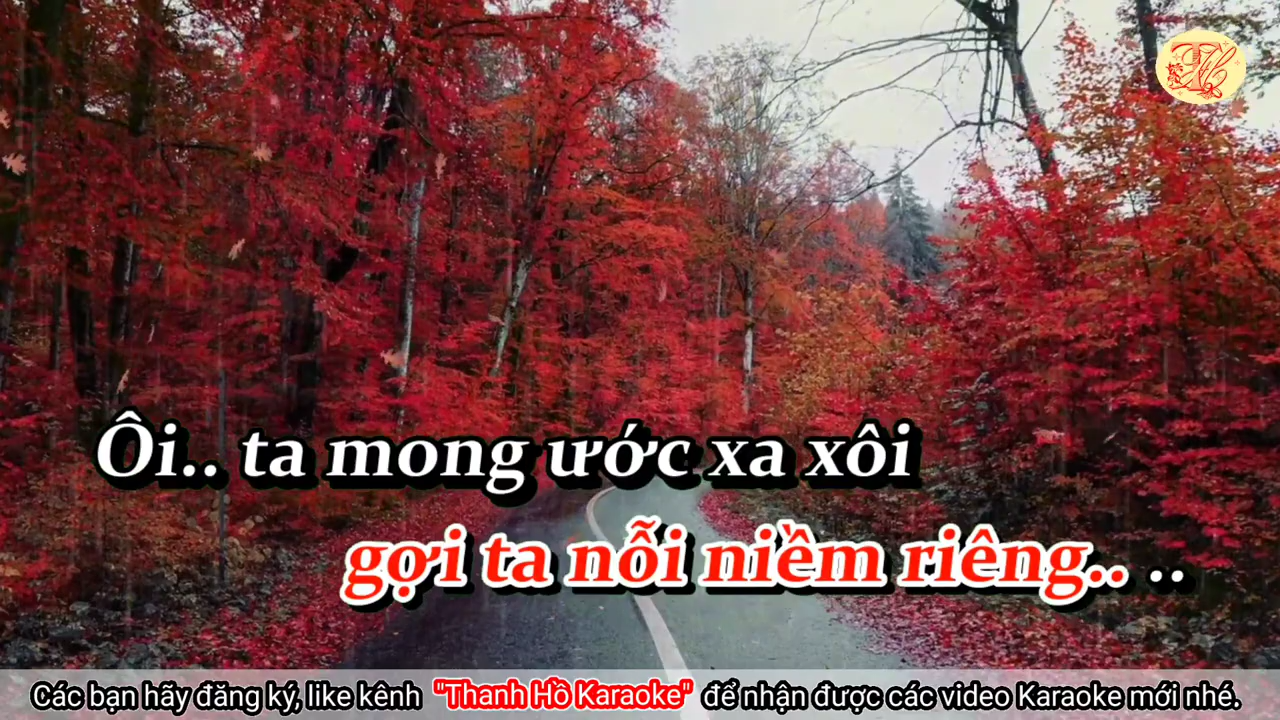 Ôi.. ta mong ước xa xôi
gợi ta nỗi niềm riêng.. ..
Các bạn hãy đăng ký, like kênh "Thanh Hồ Karaoke" để nhận được các video Karaoke mới nhé.